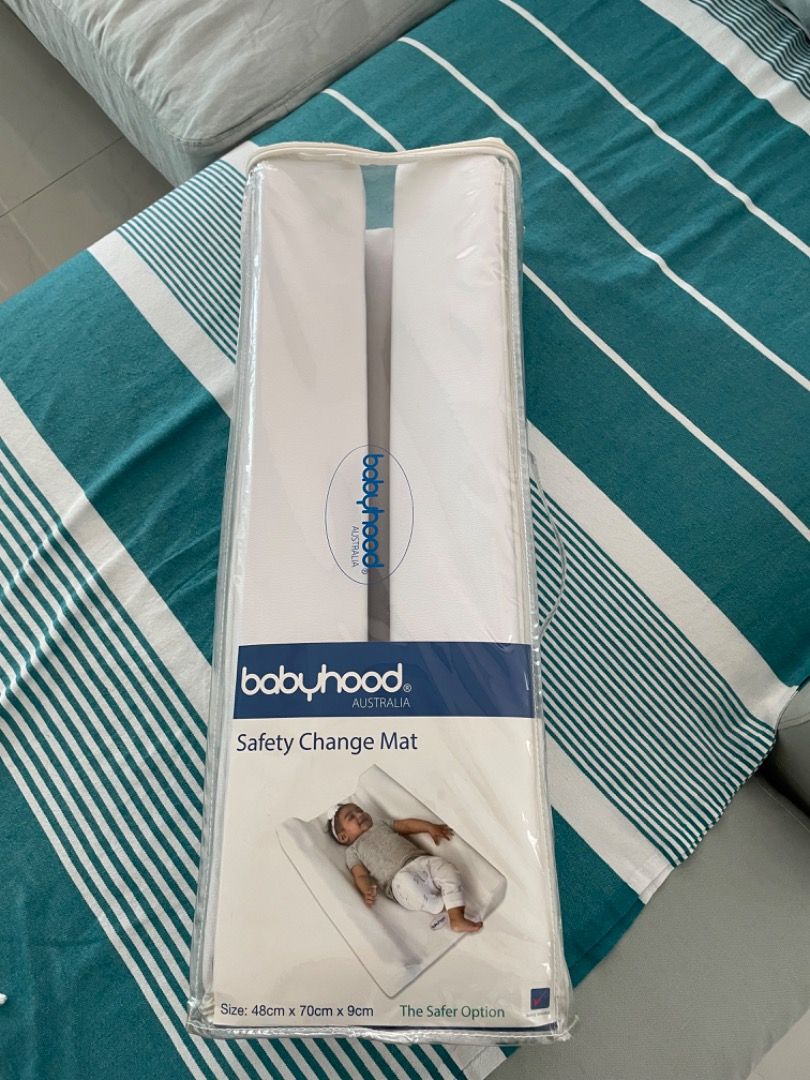 babyhood®
AUSTRALIA
babyhood®
AUSTRALIA
Safety Change Mat
Size: 48cm x 70cm x 9cm The Safer Option